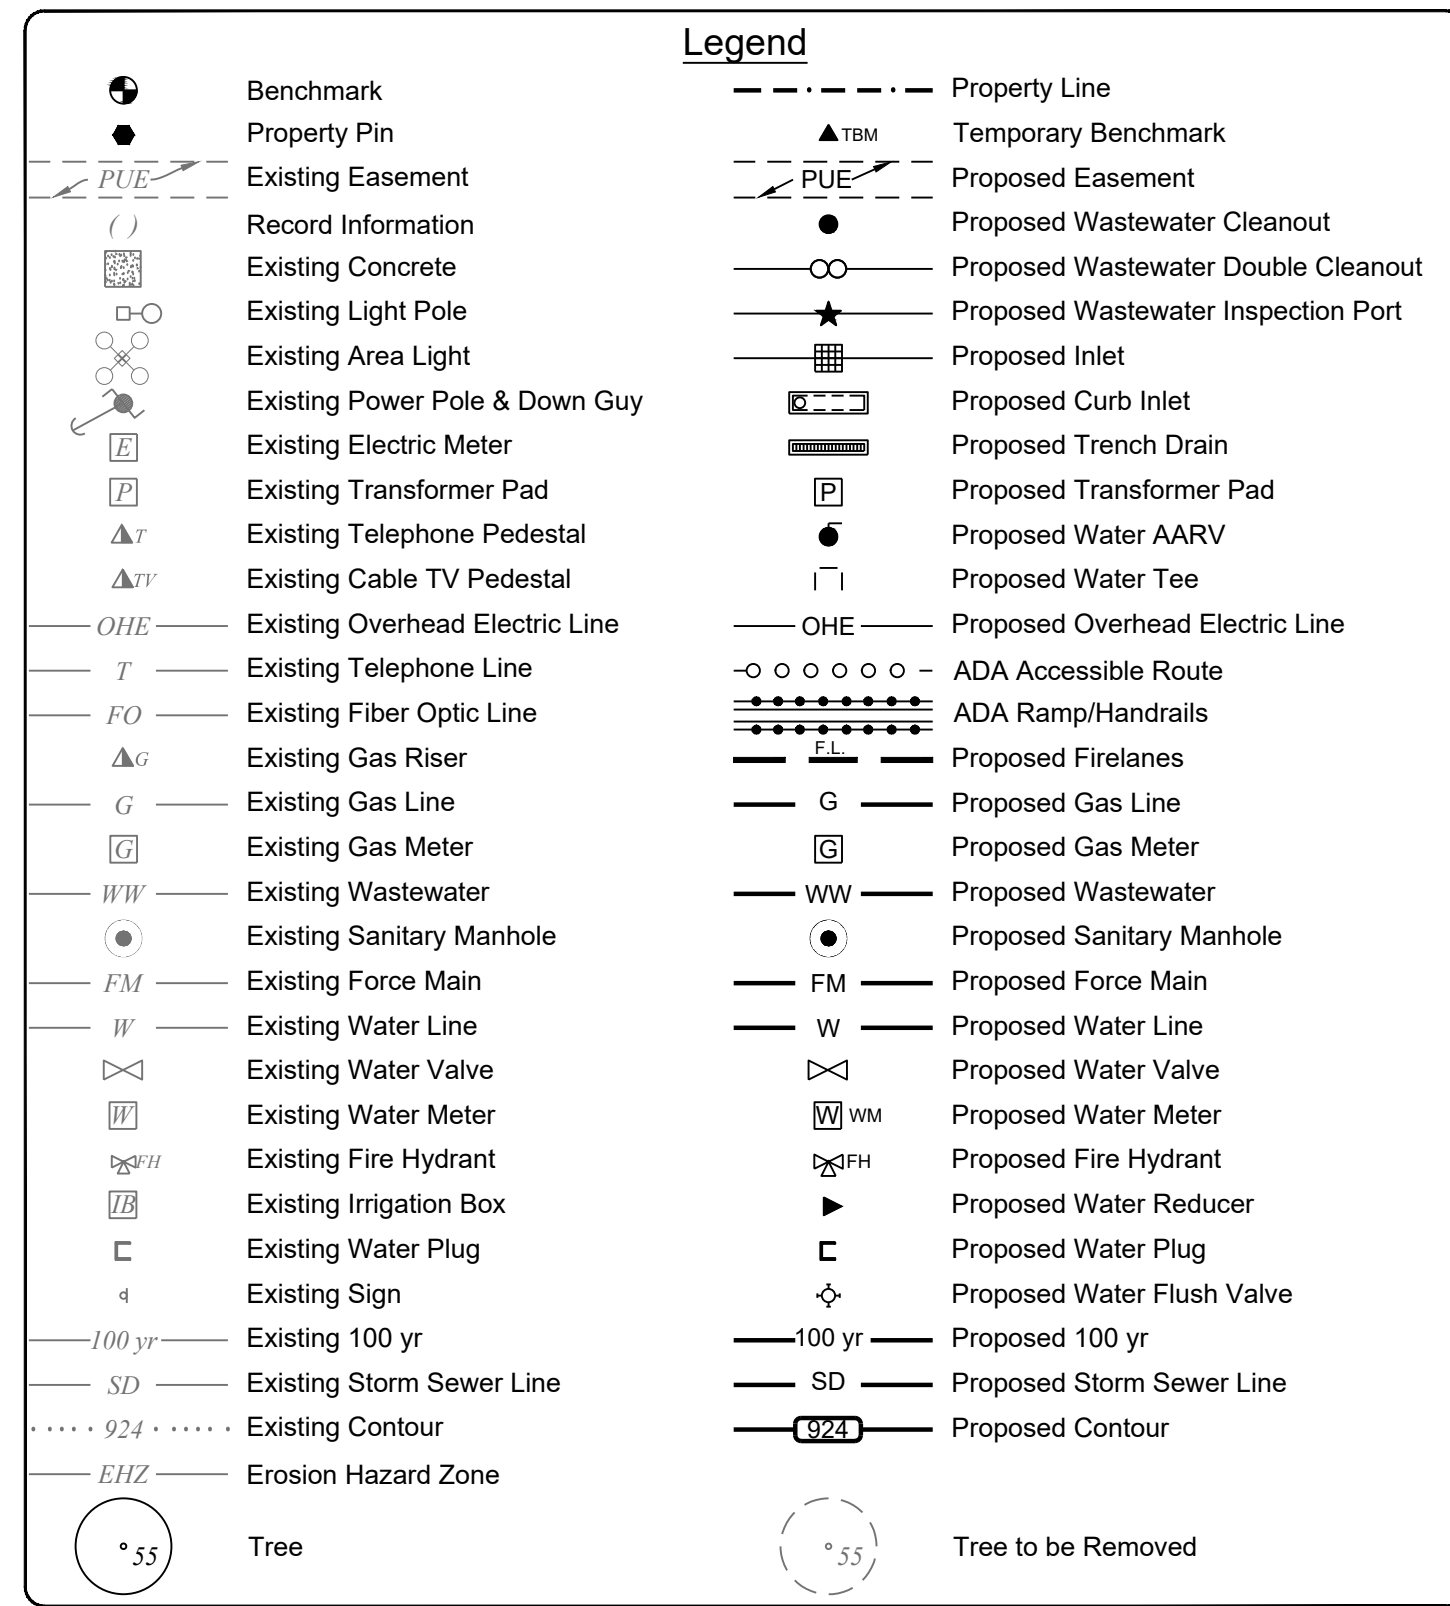 Legend
Benchmark
Property Line
Property Pin
TBM Temporary Benchmark
PUE Existing Easement
PUE Proposed Easement
( ) Record Information
Proposed Wastewater Cleanout
Existing Concrete
Proposed Wastewater Double Cleanout
Existing Light Pole
Proposed Wastewater Inspection Port
Existing Area Light
Proposed Inlet
Existing Power Pole & Down Guy
Proposed Curb Inlet
E Existing Electric Meter
Proposed Trench Drain
P Existing Transformer Pad
P Proposed Transformer Pad
T Existing Telephone Pedestal
Proposed Water AARV
TV Existing Cable TV Pedestal
Proposed Water Tee
OHE Existing Overhead Electric Line
OHE Proposed Overhead Electric Line
T Existing Telephone Line
ADA Accessible Route
FO Existing Fiber Optic Line
ADA Ramp/Handrails
G Existing Gas Riser
F.L. Proposed Firelanes
G Existing Gas Line
G Proposed Gas Line
G Existing Gas Meter
G Proposed Gas Meter
WW Existing Wastewater
WW Proposed Wastewater
Existing Sanitary Manhole
Proposed Sanitary Manhole
FM Existing Force Main
FM Proposed Force Main
W Existing Water Line
W Proposed Water Line
Existing Water Valve
Proposed Water Valve
W Existing Water Meter
W WM Proposed Water Meter
FH Existing Fire Hydrant
FH Proposed Fire Hydrant
IB Existing Irrigation Box
Proposed Water Reducer
Existing Water Plug
Proposed Water Plug
Existing Sign
Proposed Water Flush Valve
100 yr Existing 100 yr
100 yr Proposed 100 yr
SD Existing Storm Sewer Line
SD Proposed Storm Sewer Line
924 Existing Contour
924 Proposed Contour
EHZ Erosion Hazard Zone
55 Tree
55 Tree to be Removed